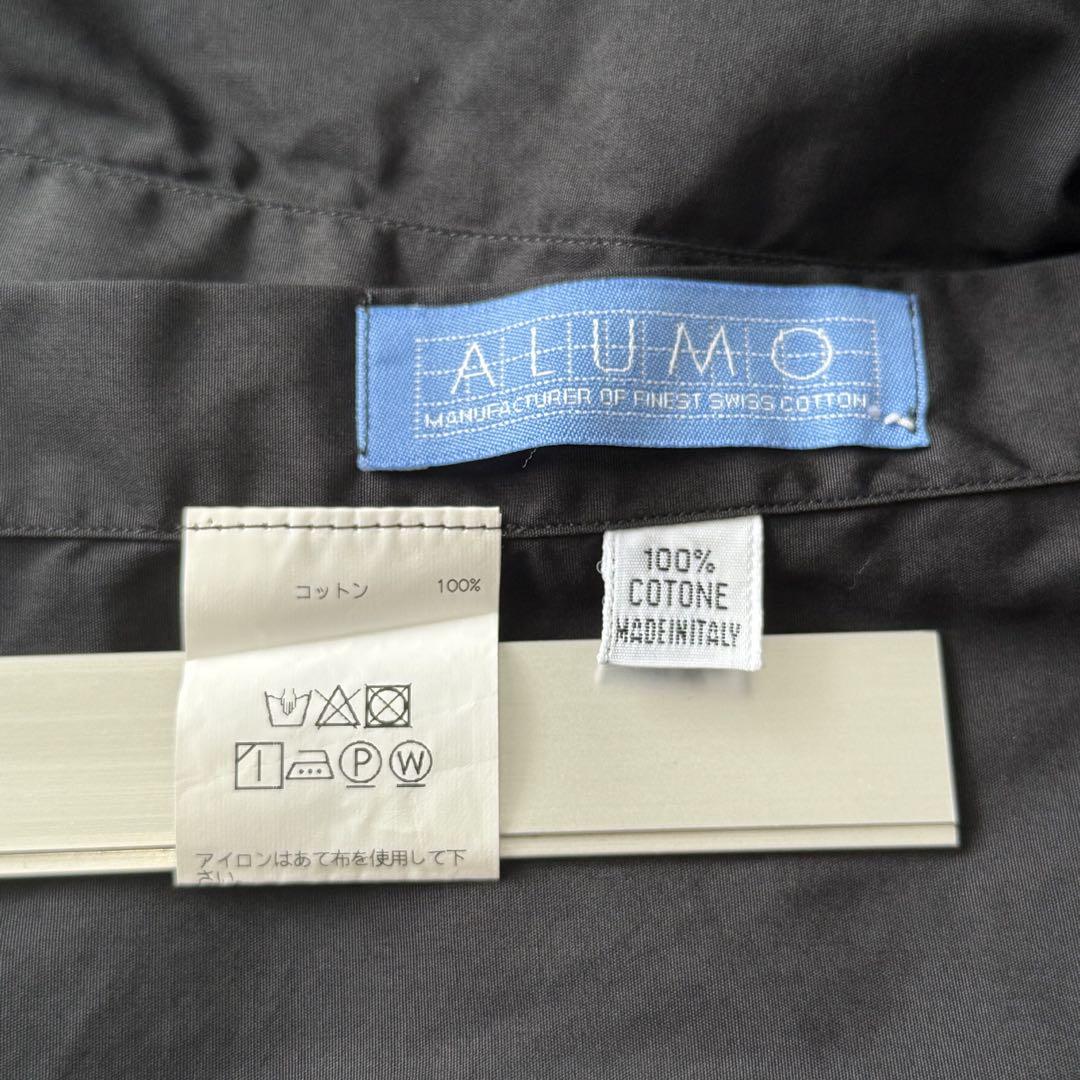 ALUMO
MANUFACTURER OF FINEST SWISS COTTON
コットン 100%
100%
COTONE
MADEINITALY
P W
アイロンはあて布を使用して下
さい。